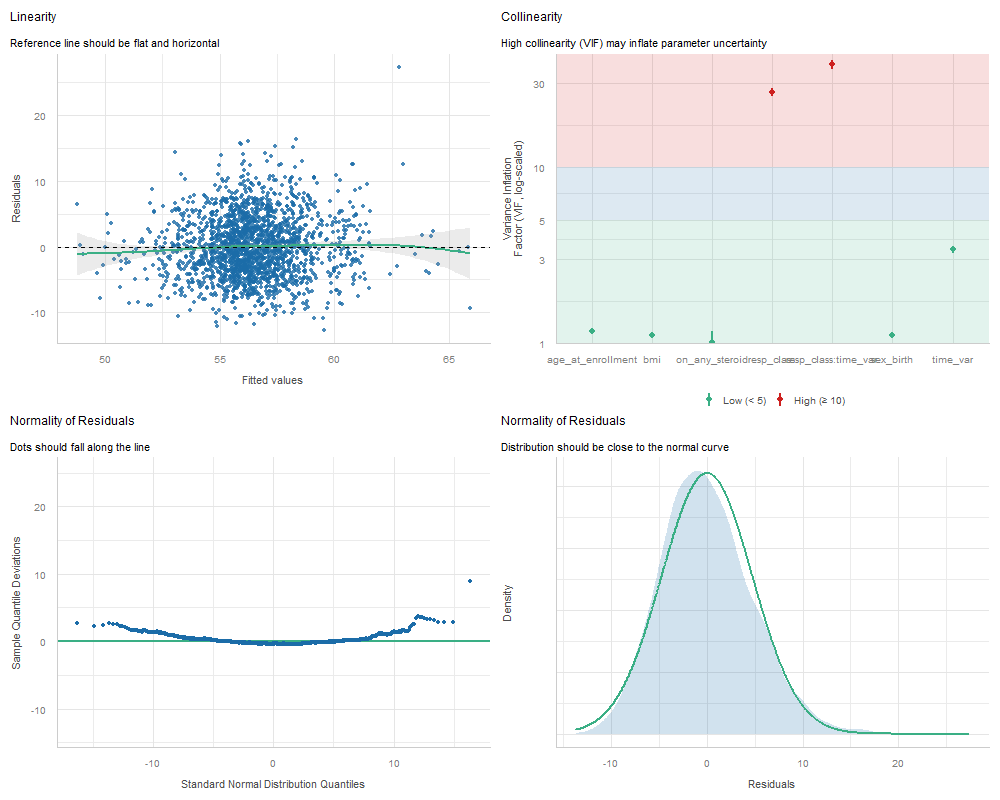 Linearity
Reference line should be flat and horizontal
20
10
0
-10
Residuals
50
55
60
65
Fitted values
Collinearity
High collinearity (VIF) may inflate parameter uncertainty
30
10
5
3
1
Variance Inflation
Factor (VIF, log-scaled)
age_at_enrollment
bmi
on_any_steroid
time_var
Low (< 5)
High (≥ 10)
Normality of Residuals
Dots should fall along the line
20
10
0
-10
Sample Quantile Deviations
-10
0
10
Standard Normal Distribution Quantiles
Normality of Residuals
Distribution should be close to the normal curve
Density
-10
0
10
20
Residuals